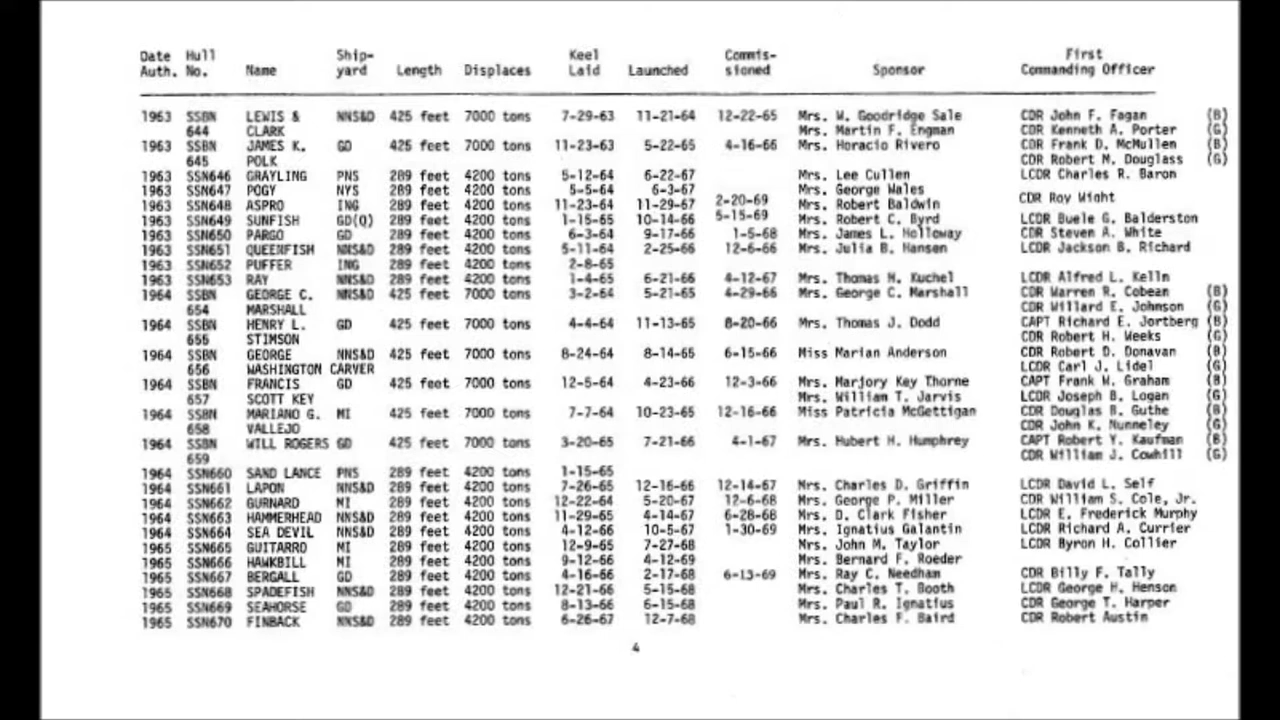 Date Hull Ship- Keel Commis- First
Auth. No. Name yard Length Displaces Laid Launched sioned Sponsor Commanding Officer
1963 SSBN LEWIS & NNS&D 425 feet 7000 tons 7-29-63 11-21-64 12-22-65 Mrs. W. Goodridge Sale CDR John F. Fagan (B)
644 CLARK Mrs. Martin F. Engman CDR Kenneth A. Porter (G)
1963 SSBN JAMES K. GD 425 feet 7000 tons 11-23-63 5-22-65 4-16-66 Mrs. Horacio Rivero CDR Frank D. McMullen (B)
645 POLK CDR Robert M. Douglass (G)
1963 SSN646 GRAYLING PNS 289 feet 4200 tons 5-12-64 6-22-67 Mrs. Lee Cullen LCDR Charles R. Baron
1963 SSN647 POGY NYS 289 feet 4200 tons 5-5-64 6-3-67 Mrs. George Wales
1963 SSN648 ASPRO ING 289 feet 4200 tons 11-23-64 11-29-67 2-20-69 Mrs. Robert Baldwin CDR Roy Wight
1963 SSN649 SUNFISH GD(Q) 289 feet 4200 tons 1-15-65 10-14-66 5-15-69 Mrs. Robert C. Byrd LCDR Buele G. Balderston
1963 SSN650 PARGO GD 289 feet 4200 tons 6-3-64 9-17-66 1-5-68 Mrs. James L. Holloway CDR Steven A. White
1963 SSN651 QUEENFISH NNS&D 289 feet 4200 tons 5-11-64 2-25-66 12-6-66 Mrs. Julia B. Hansen LCDR Jackson B. Richard
1963 SSN652 PUFFER ING 289 feet 4200 tons 2-8-65
1963 SSN653 RAY NNS&D 289 feet 4200 tons 1-4-65 6-21-66 4-12-67 Mrs. Thomas H. Kuchel LCDR Alfred L. Kelln
1964 SSBN GEORGE C. NNS&D 425 feet 7000 tons 3-2-64 5-21-65 4-29-66 Mrs. George C. Marshall CDR Warren R. Cobean (B)
654 MARSHALL CDR Willard E. Johnson (G)
1964 SSBN HENRY L. GD 425 feet 7000 tons 4-4-64 11-13-65 8-20-66 Mrs. Thomas J. Dodd CAPT Richard E. Jortberg (B)
655 STIMSON CDR Robert H. Weeks (G)
1964 SSBN GEORGE NNS&D 425 feet 7000 tons 8-24-64 8-14-65 6-15-66 Miss Marian Anderson CDR Robert D. Donavan (B)
656 WASHINGTON CARVER LCDR Carl J. Lidel (G)
1964 SSBN FRANCIS GD 425 feet 7000 tons 12-5-64 4-23-66 12-3-66 Mrs. Marjory Key Thorne CAPT Frank W. Graham (B)
657 SCOTT KEY Mrs. William T. Jarvis LCDR Joseph B. Logan (G)
1964 SSBN MARIANO G. MI 425 feet 7000 tons 7-7-64 10-23-65 12-16-66 Miss Patricia McGettigan CDR Douglas B. Guthe (B)
658 VALLEJO CDR John K. Nunneley (G)
1964 SSBN WILL ROGERS GD 425 feet 7000 tons 3-20-65 7-21-66 4-1-67 Mrs. Hubert H. Humphrey CAPT Robert Y. Kaufman (B)
659 CDR William J. Cowhill (G)
1964 SSN660 SAND LANCE PNS 289 feet 4200 tons 1-15-65
1964 SSN661 LAPON NNS&D 289 feet 4200 tons 7-26-65 12-16-66 12-14-67 Mrs. Charles D. Griffin LCDR David L. Self
1964 SSN662 GURNARD MI 289 feet 4200 tons 12-22-64 5-20-67 12-6-68 Mrs. George P. Miller CDR William S. Cole, Jr.
1964 SSN663 HAMMERHEAD NNS&D 289 feet 4200 tons 11-29-65 4-14-67 6-28-68 Mrs. D. Clark Fisher LCDR E. Frederick Murphy
1964 SSN664 SEA DEVIL NNS&D 289 feet 4200 tons 4-12-66 10-5-67 1-30-69 Mrs. Ignatius Galantin LCDR Richard A. Currier
1965 SSN665 GUITARRO MI 289 feet 4200 tons 12-9-65 7-27-68 Mrs. John M. Taylor LCDR Byron H. Collier
1965 SSN666 HAWKBILL MI 289 feet 4200 tons 9-12-66 4-12-69 Mrs. Bernard F. Roeder
1965 SSN667 BERGALL GD 289 feet 4200 tons 4-16-66 2-17-68 6-13-69 Mrs. Ray C. Needham CDR Billy F. Tally
1965 SSN668 SPADEFISH NNS&D 289 feet 4200 tons 12-21-66 5-15-68 Mrs. Charles T. Booth LCDR George H. Henson
1965 SSN669 SEAHORSE GD 289 feet 4200 tons 8-13-66 6-15-68 Mrs. Paul R. Ignatius CDR George T. Harper
1965 SSN670 FINBACK NNS&D 289 feet 4200 tons 6-26-67 12-7-68 Mrs. Charles F. Baird CDR Robert Austin
4